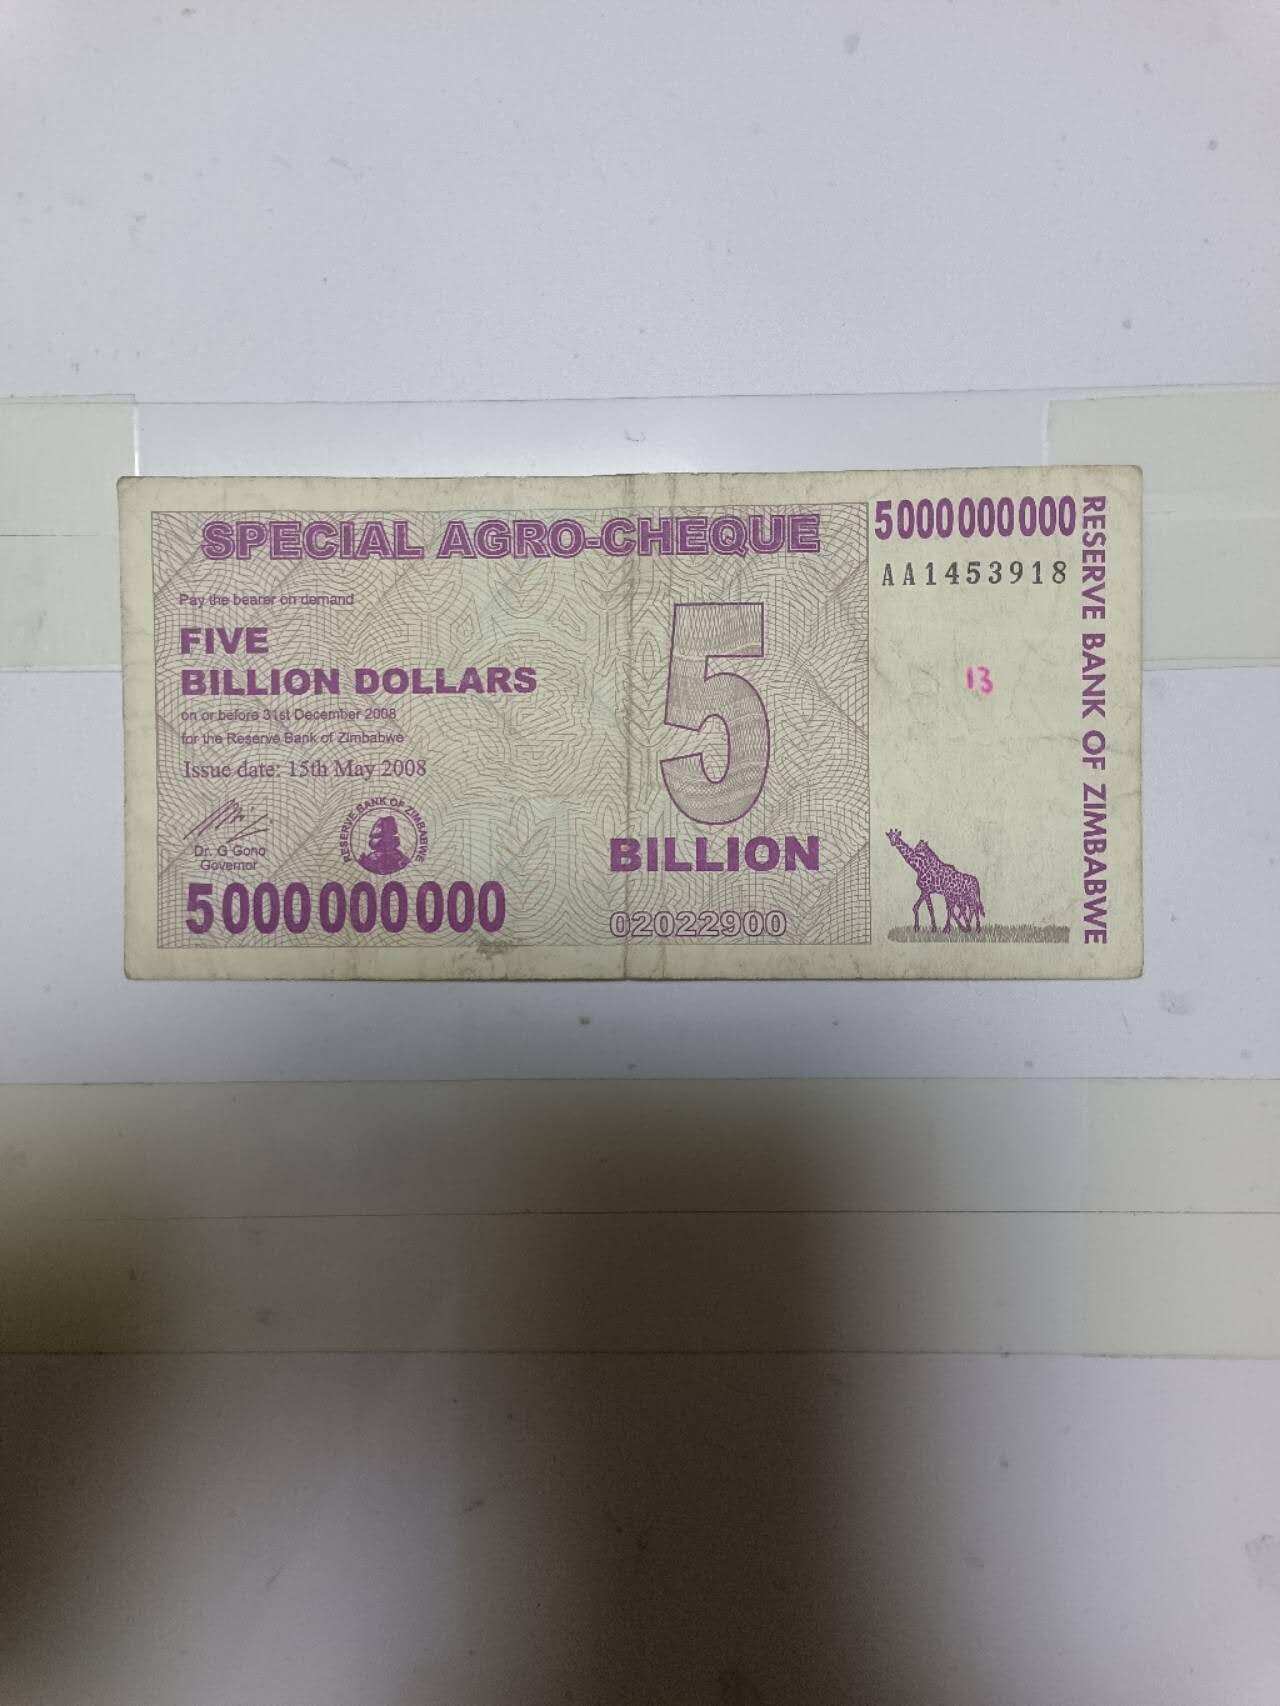 SPECIAL AGRO-CHEQUE
Pay the bearer on demand
FIVE
BILLION DOLLARS
on or before 31st December 2008
for the Reserve Bank of Zimbabwe
Issue date: 15th May 2008
Dr. G Gono
Governor
RESERVE BANK OF ZIMBABWE
5000000000
5
BILLION
02022900
5000000000
AA1453918
13
RESERVE BANK OF ZIMBABWE